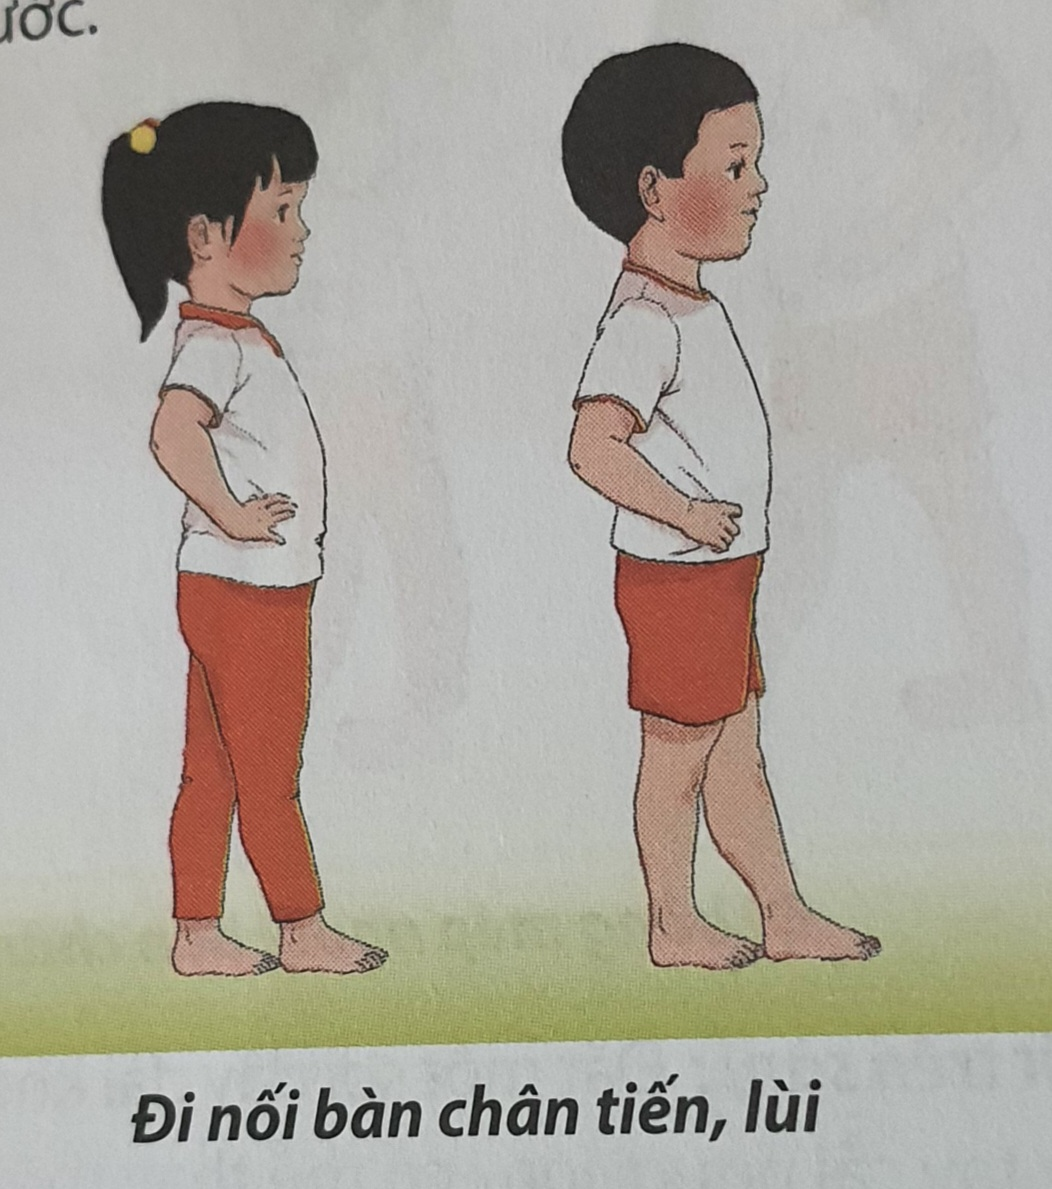 Đi nối bàn chân tiến, lùi